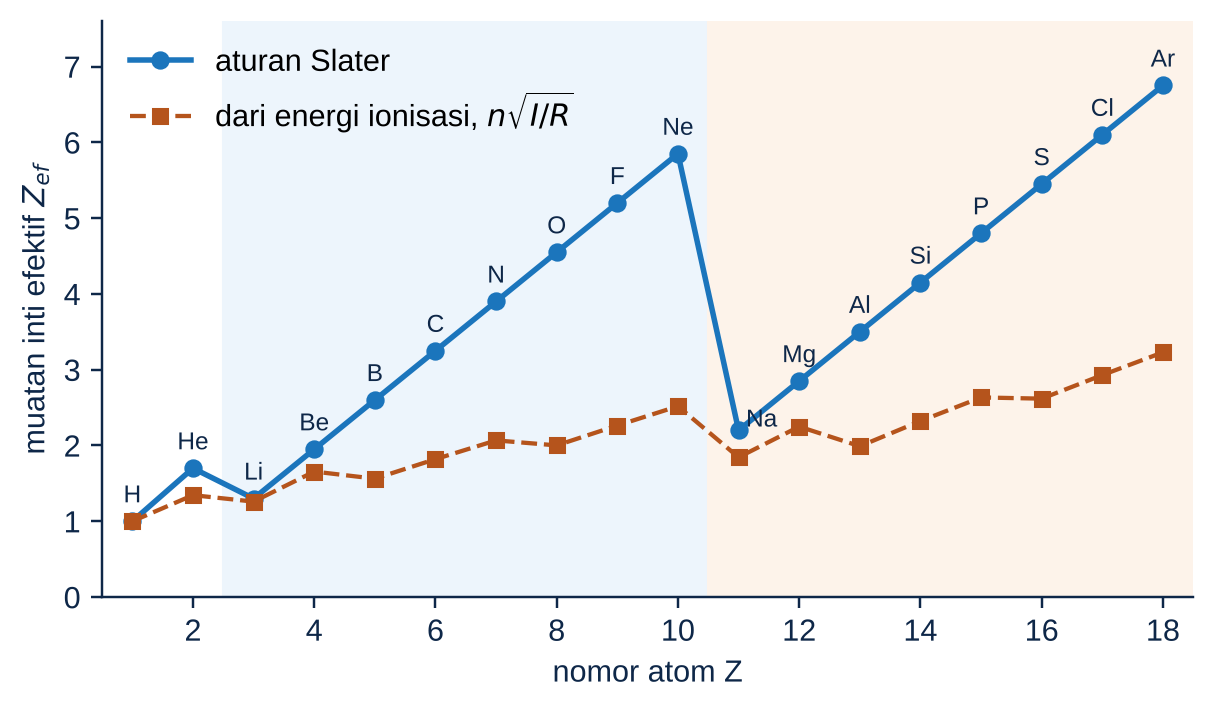 aturan Slater
dari energi ionisasi, n√I/R
muatan inti efektif Z_ef
7
6
5
4
3
2
1
0
H
He
Li
Be
B
C
N
O
F
Ne
Na
Mg
Al
Si
P
S
Cl
Ar
2 4 6 8 10 12 14 16 18
nomor atom Z